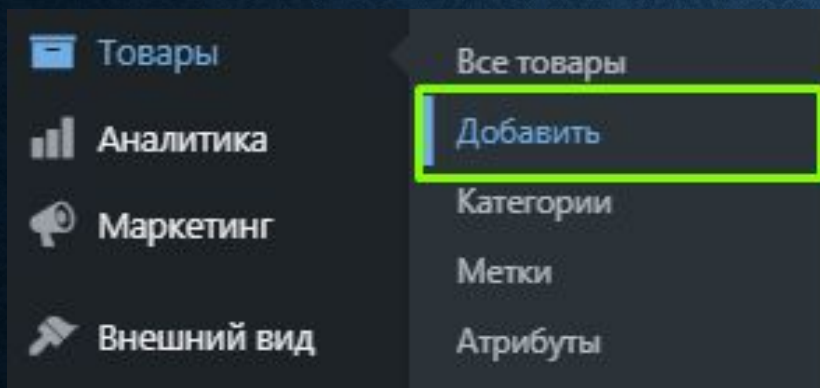 Товары
Аналитика
Маркетинг
Внешний вид
Все товары
Добавить
Категории
Метки
Атрибуты